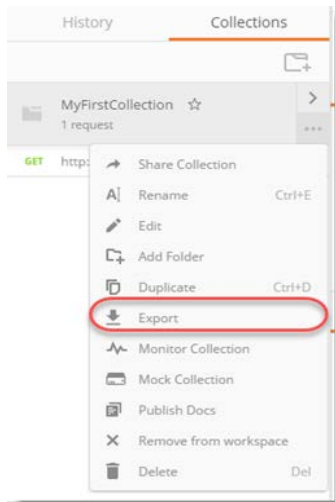 History Collections
MyFirstCollection
1 request
GET http:
Share Collection
Rename Ctrl+E
Edit
Add Folder
Duplicate Ctrl+D
Export
Monitor Collection
Mock Collection
Publish Docs
Remove from workspace
Delete Del